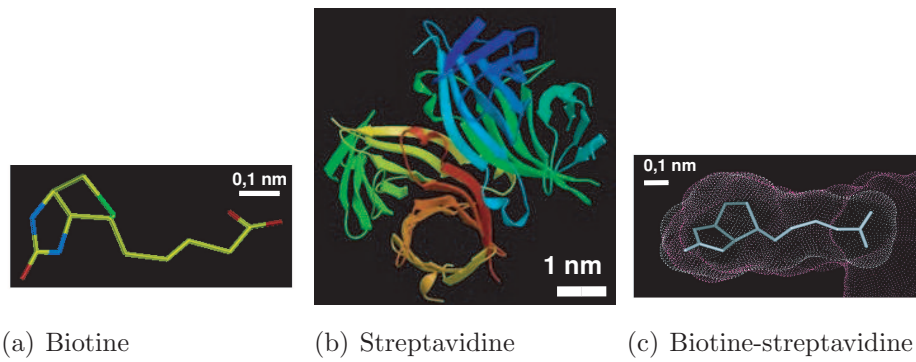 0,1 nm
1 nm
0,1 nm
(a) Biotine
(b) Streptavidine
(c) Biotine-streptavidine